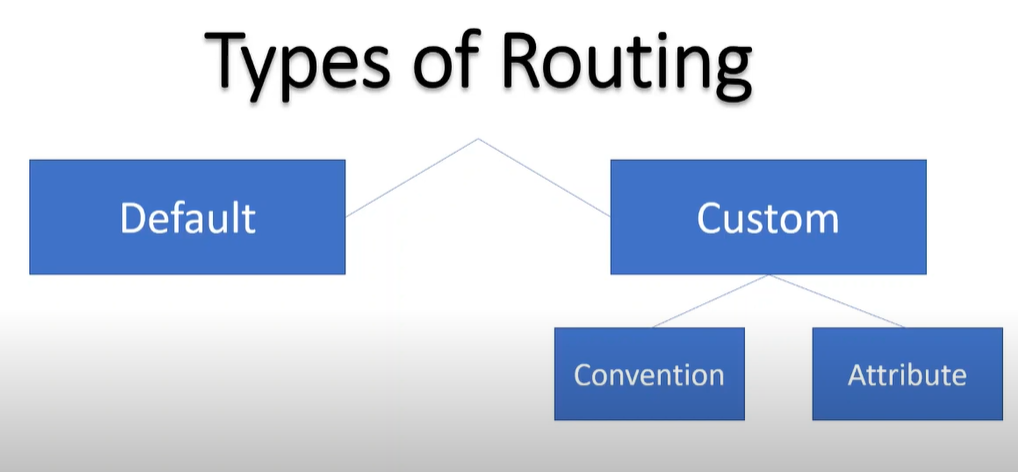 Types of Routing
Default
Custom
Convention
Attribute